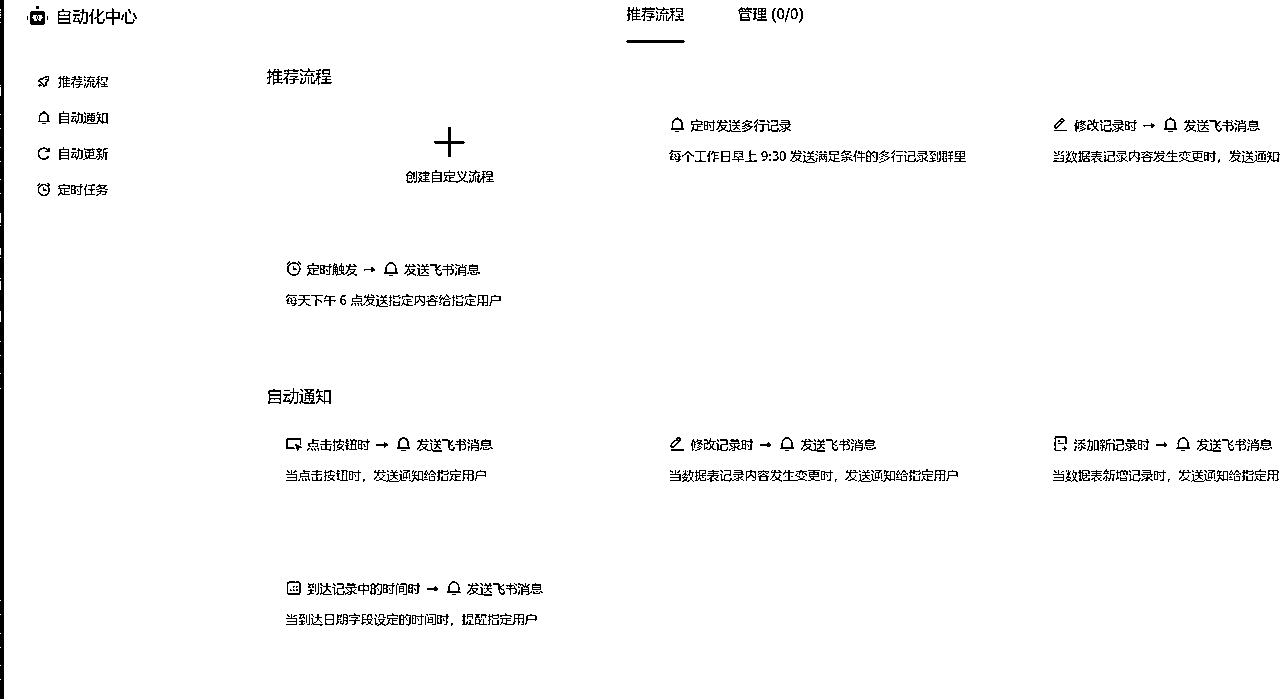 自动化中心
推荐流程 管理 (0/0)
推荐流程
自动通知
自动更新
定时任务
推荐流程
创建自定义流程
定时发送多行记录
每个工作日早上 9:30 发送满足条件的多行记录到群里
修改记录时 → 发送飞书消息
当数据表记录内容发生变更时，发送通知
定时触发 → 发送飞书消息
每天下午 6 点发送指定内容给指定用户
自动通知
点击按钮时 → 发送飞书消息
当点击按钮时，发送通知给指定用户
修改记录时 → 发送飞书消息
当数据表记录内容发生变更时，发送通知给指定用户
添加新记录时 → 发送飞书消息
当数据表新增记录时，发送通知给指定用
到达记录中的时间时 → 发送飞书消息
当到达日期字段设定的时间时，提醒指定用户